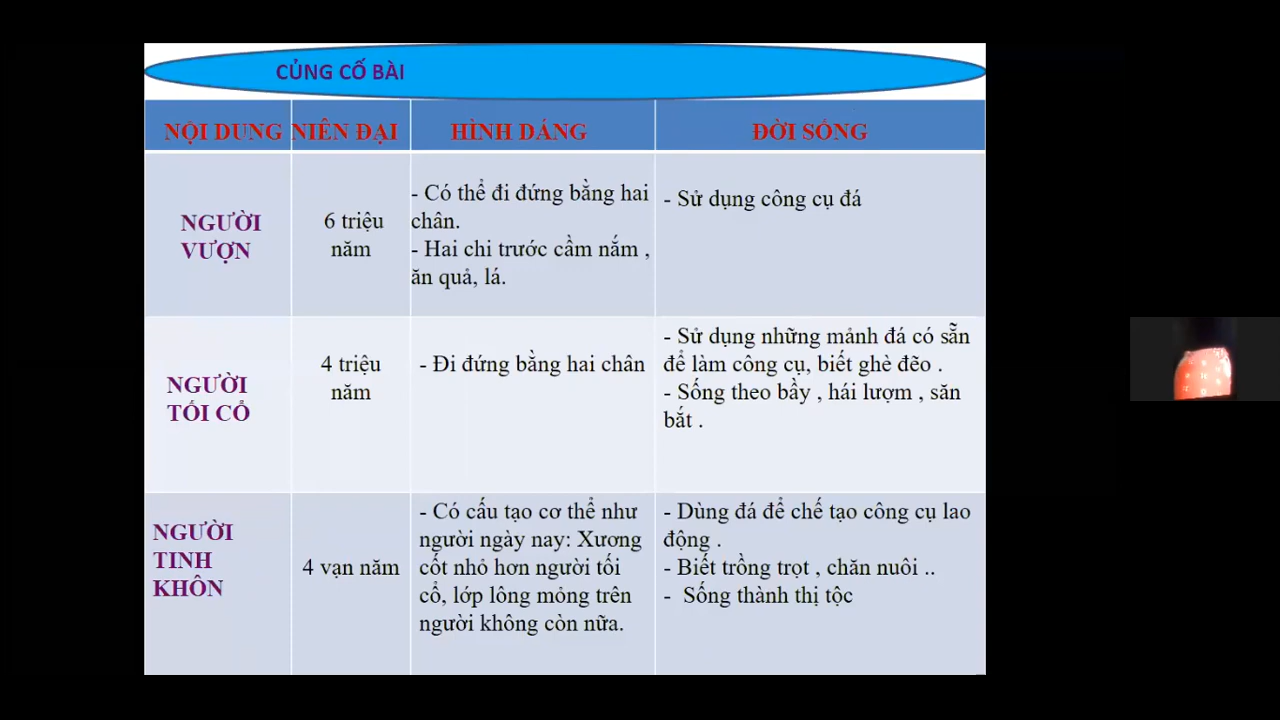 CỦNG CỐ BÀI
NỘI DUNG NIÊN ĐẠI HÌNH DÁNG ĐỜI SỐNG
NGƯỜI
VƯỢN
6 triệu
năm
- Có thể đi đứng bằng hai
chân.
- Hai chi trước cầm nắm ,
ăn quả, lá.
- Sử dụng công cụ đá
NGƯỜI
TỐI CỔ
4 triệu
năm
- Đi đứng bằng hai chân
- Sử dụng những mảnh đá có sẵn
để làm công cụ, biết ghè đẽo .
- Sống theo bầy , hái lượm , săn
bắt .
NGƯỜI
TINH
KHÔN
4 vạn năm
- Có cấu tạo cơ thể như
người ngày nay: Xương
cốt nhỏ hơn người tối
cổ, lớp lông mỏng trên
người không còn nữa.
- Dùng đá để chế tạo công cụ lao
động .
- Biết trồng trọt , chăn nuôi ..
- Sống thành thị tộc